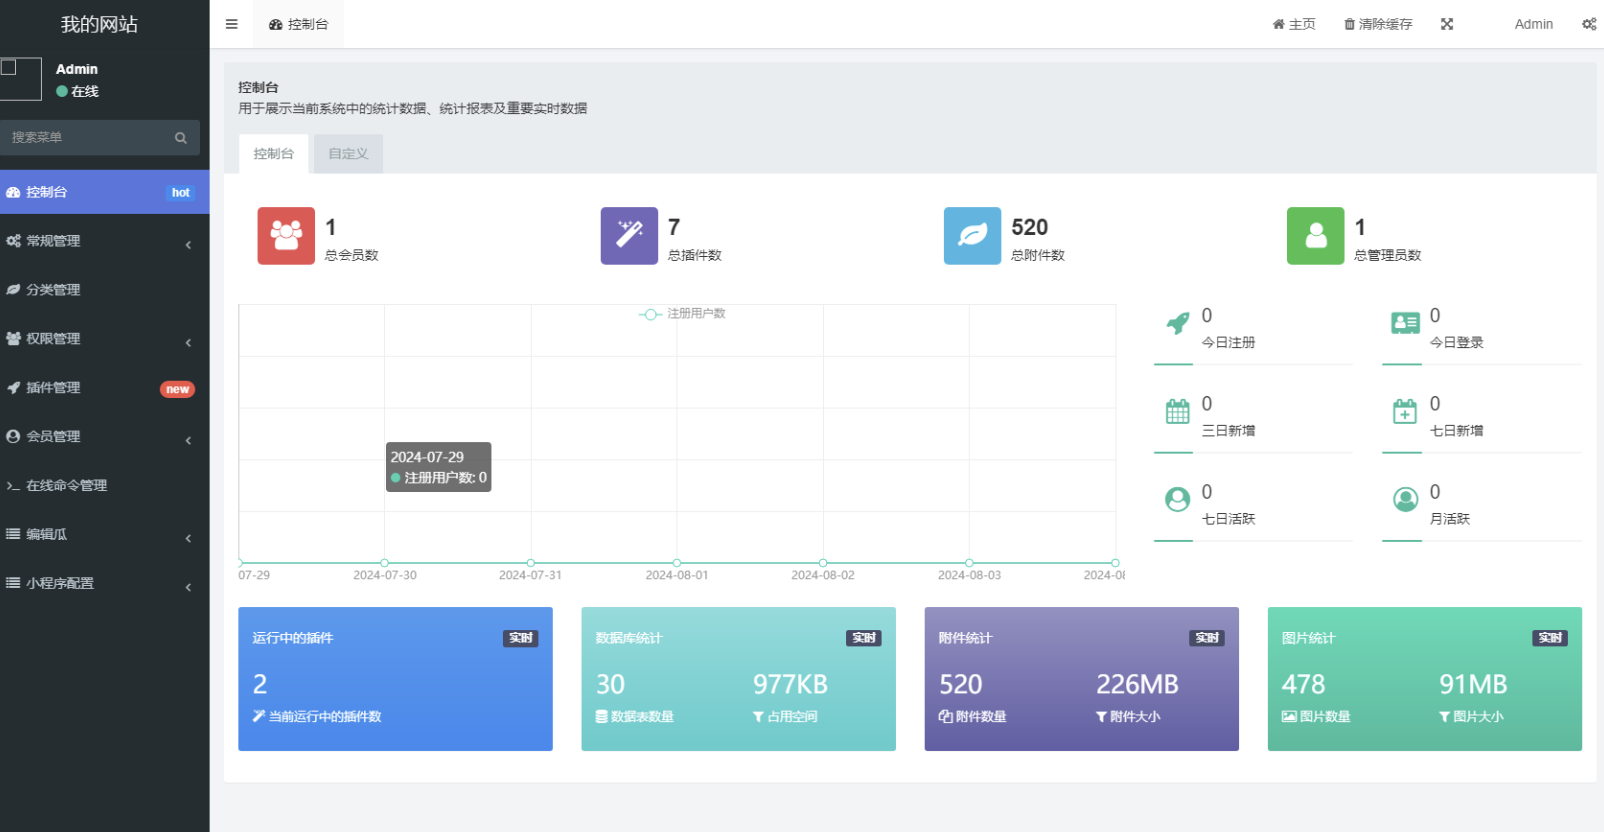 我的网站
控制台
主页
清除缓存
Admin
Admin
在线
搜索菜单
控制台
hot
常规管理
分类管理
权限管理
插件管理
new
会员管理
在线命令管理
编辑瓜
小程序配置
控制台
用于展示当前系统中的统计数据、统计报表及重要实时数据
控制台
自定义
1
总会员数
7
总插件数
520
总附件数
1
总管理员数
注册用户数
2024-07-29
注册用户数: 0
07-29
2024-07-30
2024-07-31
2024-08-01
2024-08-02
2024-08-03
2024-08
0
今日注册
0
今日登录
0
三日新增
0
七日新增
0
七日活跃
0
月活跃
运行中的插件
实时
2
当前运行中的插件数
数据库统计
实时
30
数据表数量
977KB
占用空间
附件统计
实时
520
附件数量
226MB
附件大小
图片统计
实时
478
图片数量
91MB
图片大小